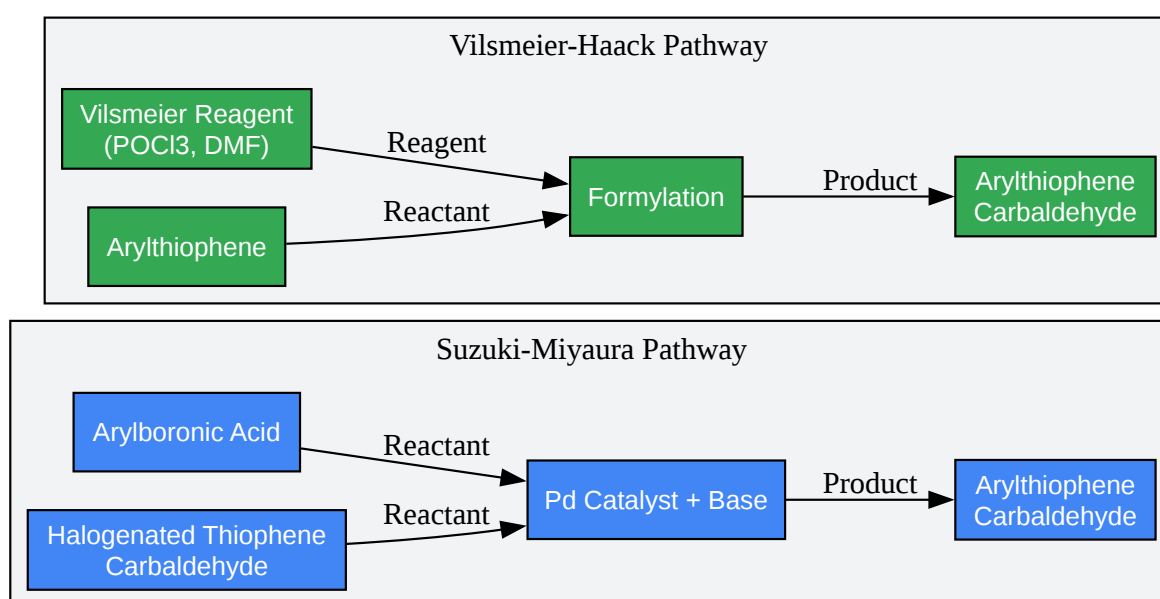 Vilsmeier-Haack Pathway
Vilsmeier Reagent
(POCl3, DMF)
Reagent
Arylthiophene
Reactant
Formylation
Product
Arylthiophene
Carbaldehyde
Suzuki-Miyaura Pathway
Arylboronic Acid
Reactant
Halogenated Thiophene
Carbaldehyde
Reactant
Pd Catalyst + Base
Product
Arylthiophene
Carbaldehyde